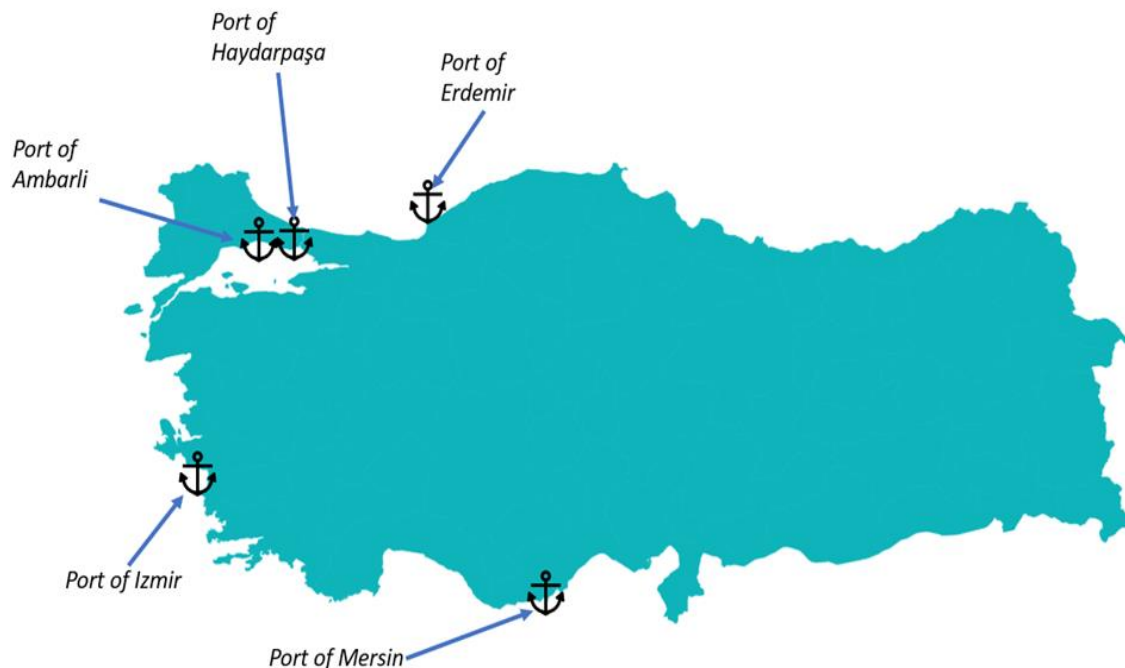 Port of
Haydarpaşa
Port of
Erdemir
Port of
Ambarli
Port of Izmir
Port of Mersin